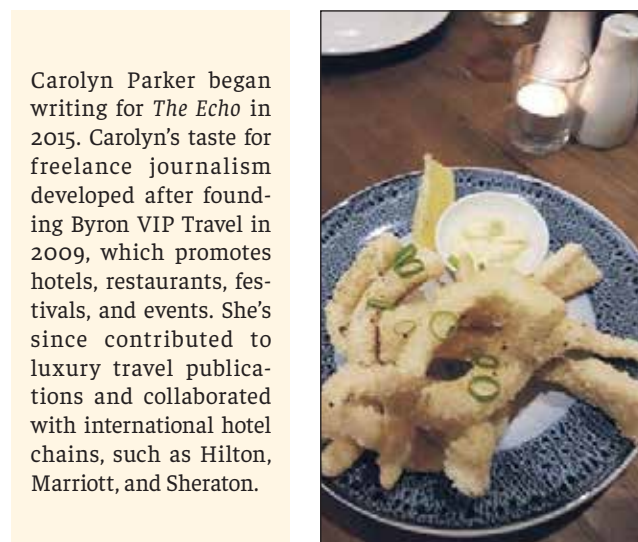 Carolyn Parker began
writing for The Echo in
2015. Carolyn’s taste for
freelance journalism
developed after found-
ing Byron VIP Travel in
2009, which promotes
hotels, restaurants, fes-
tivals, and events. She’s
since contributed to
luxury travel publica-
tions and collaborated
with international hotel
chains, such as Hilton,
Marriott, and Sheraton.